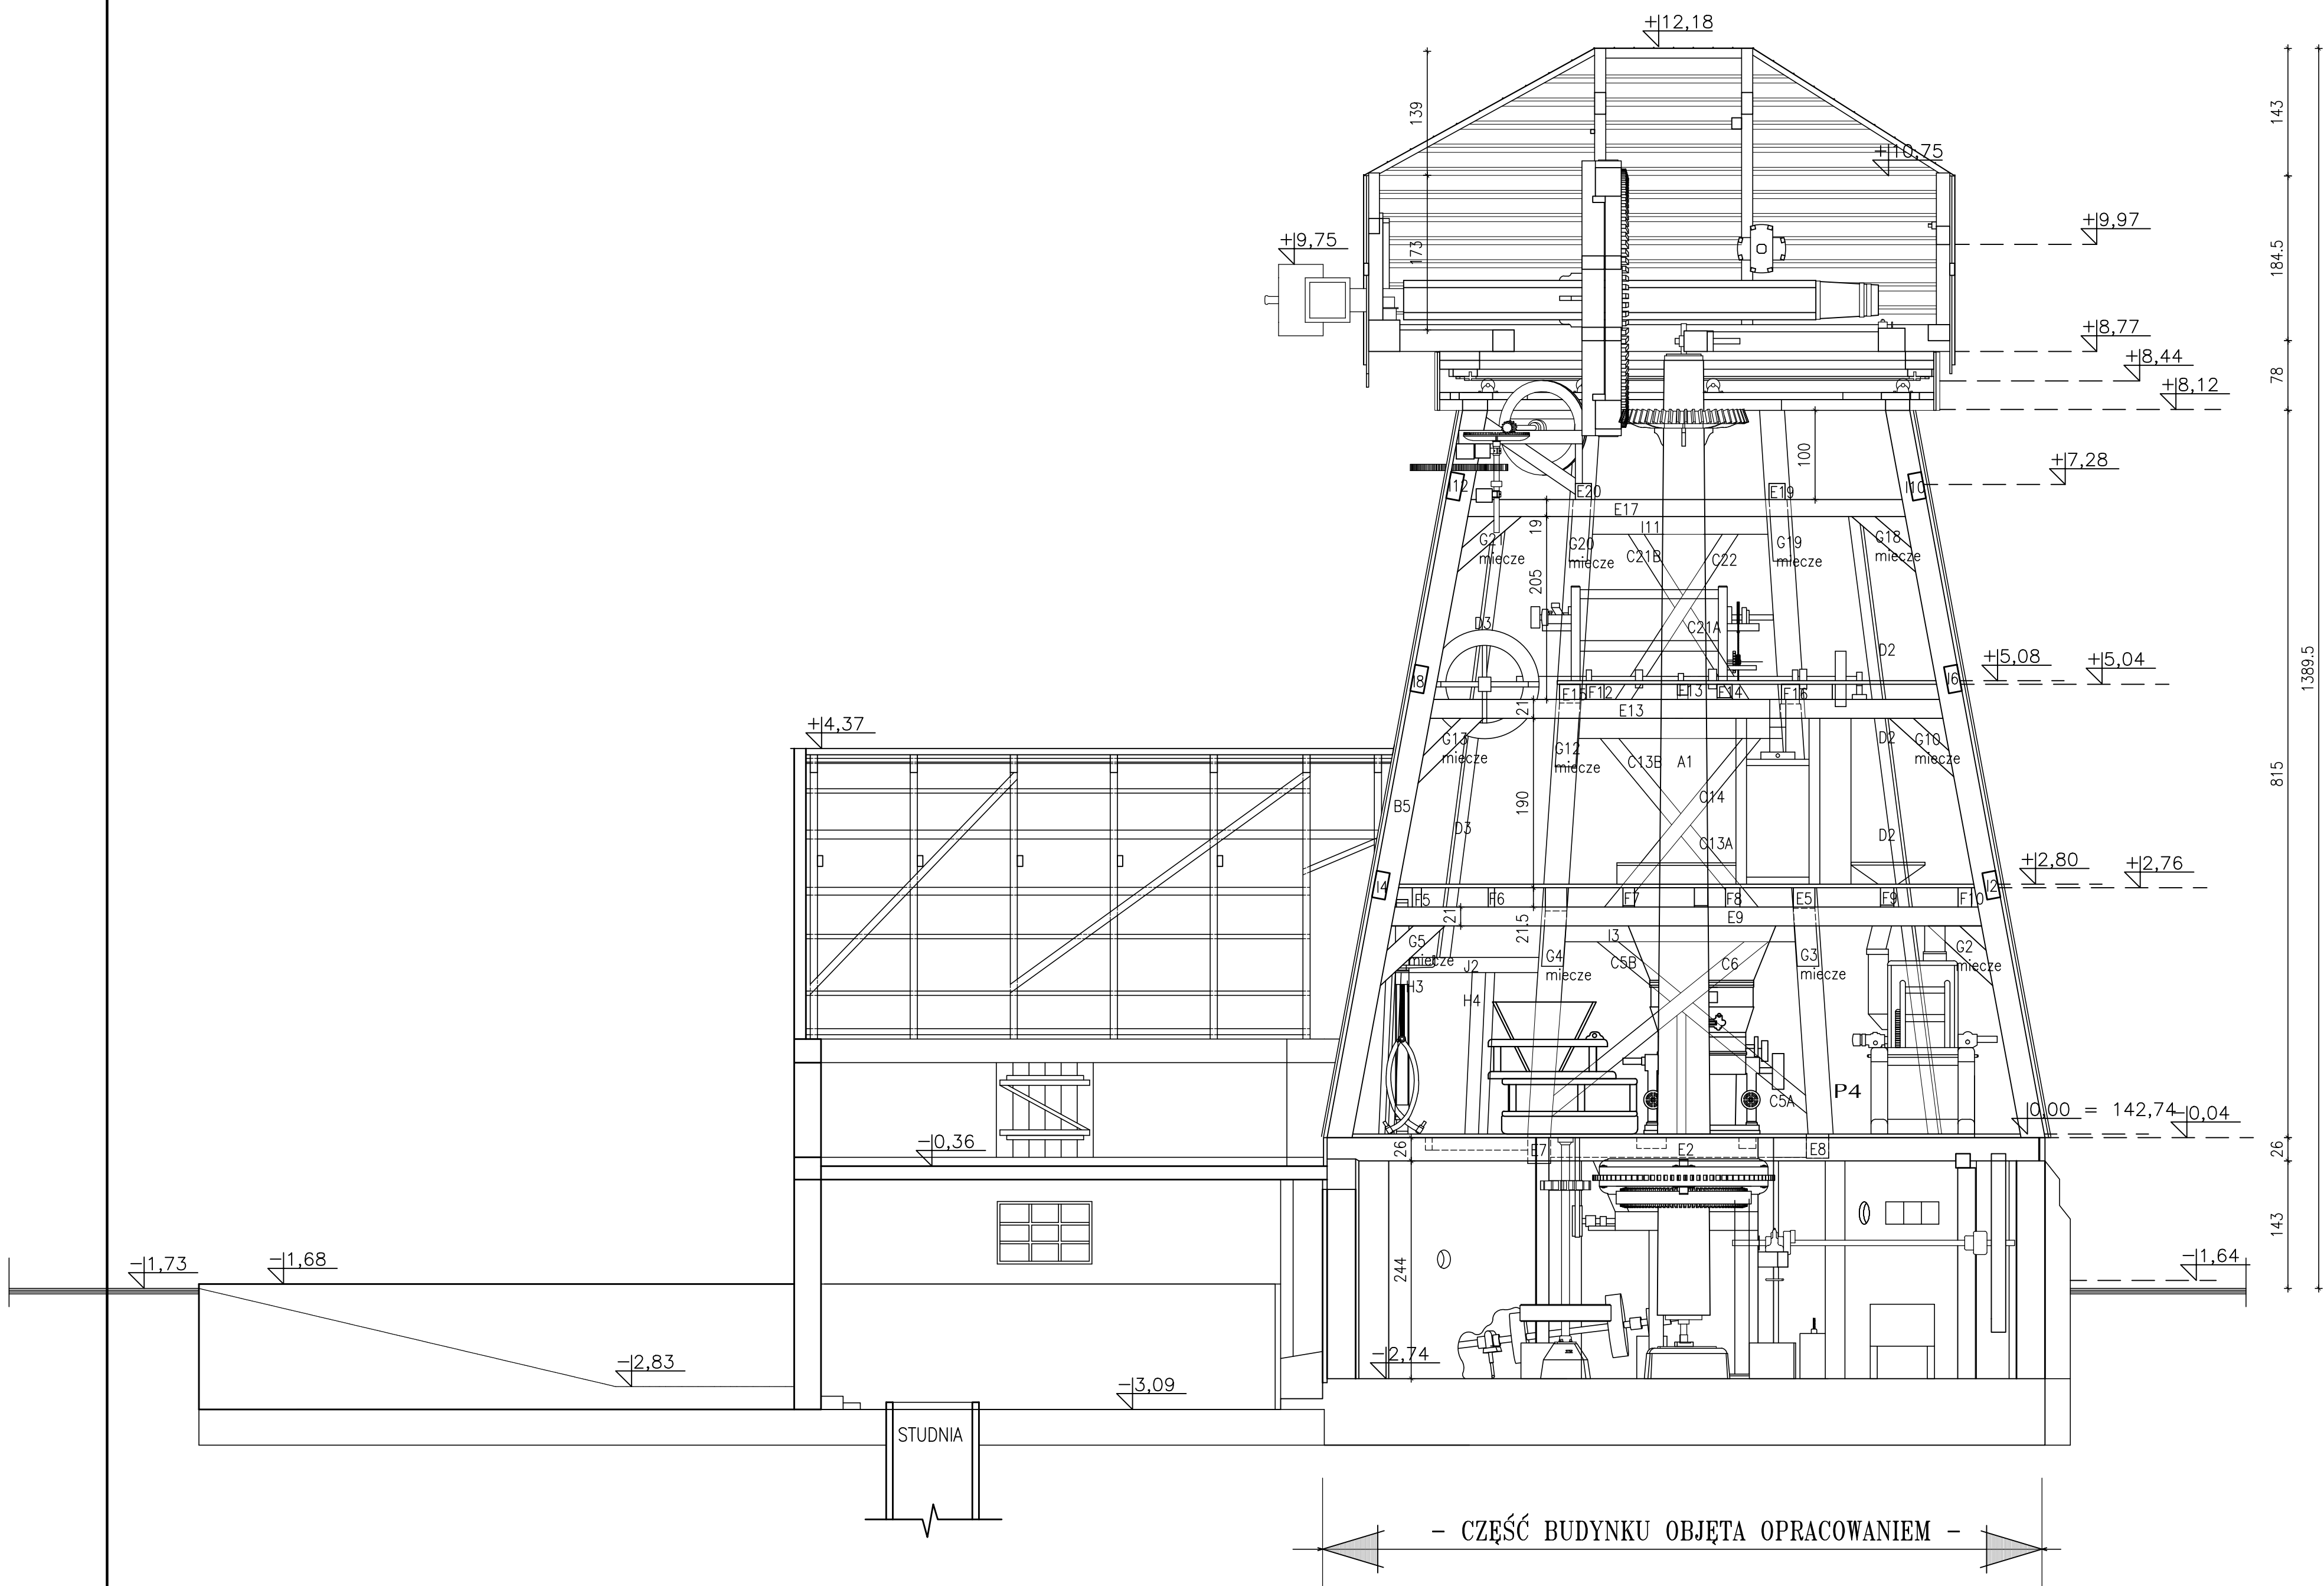 +12,18
139
143
+10,75
+9,97
+9,75
173
184.5
+8,77
+8,44
78
+8,12
100
+7,28
I12
E20
E19
I10
E17
19
I11
G21
miecze
G20
miecze
C21B
C22
G19
miecze
G18
miecze
205
D3
C21A
D2
1389.5
+5,08
+5,04
I8
E15
F12
F13
F14
E16
I6
21
E13
+4,37
G13
miecze
G12
miecze
C13B
A1
D2
G10
miecze
815
B5
190
C14
D3
C13A
D2
+2,80
+2,76
I4
I2
F5
F6
F7
F8
E5
F9
F10
21
21.5
E9
G5
miecze
J2
G4
miecze
I3
C5B
C6
G3
miecze
G2
miecze
H3
H4
P4
C5A
0,00 = 142,74
-0,04
-0,36
26
E7
E2
E8
26
143
244
-1,73
-1,68
-1,64
-2,83
-2,74
-3,09
STUDNIA
- CZĘŚĆ BUDYNKU OBJĘTA OPRACOWANIEM -